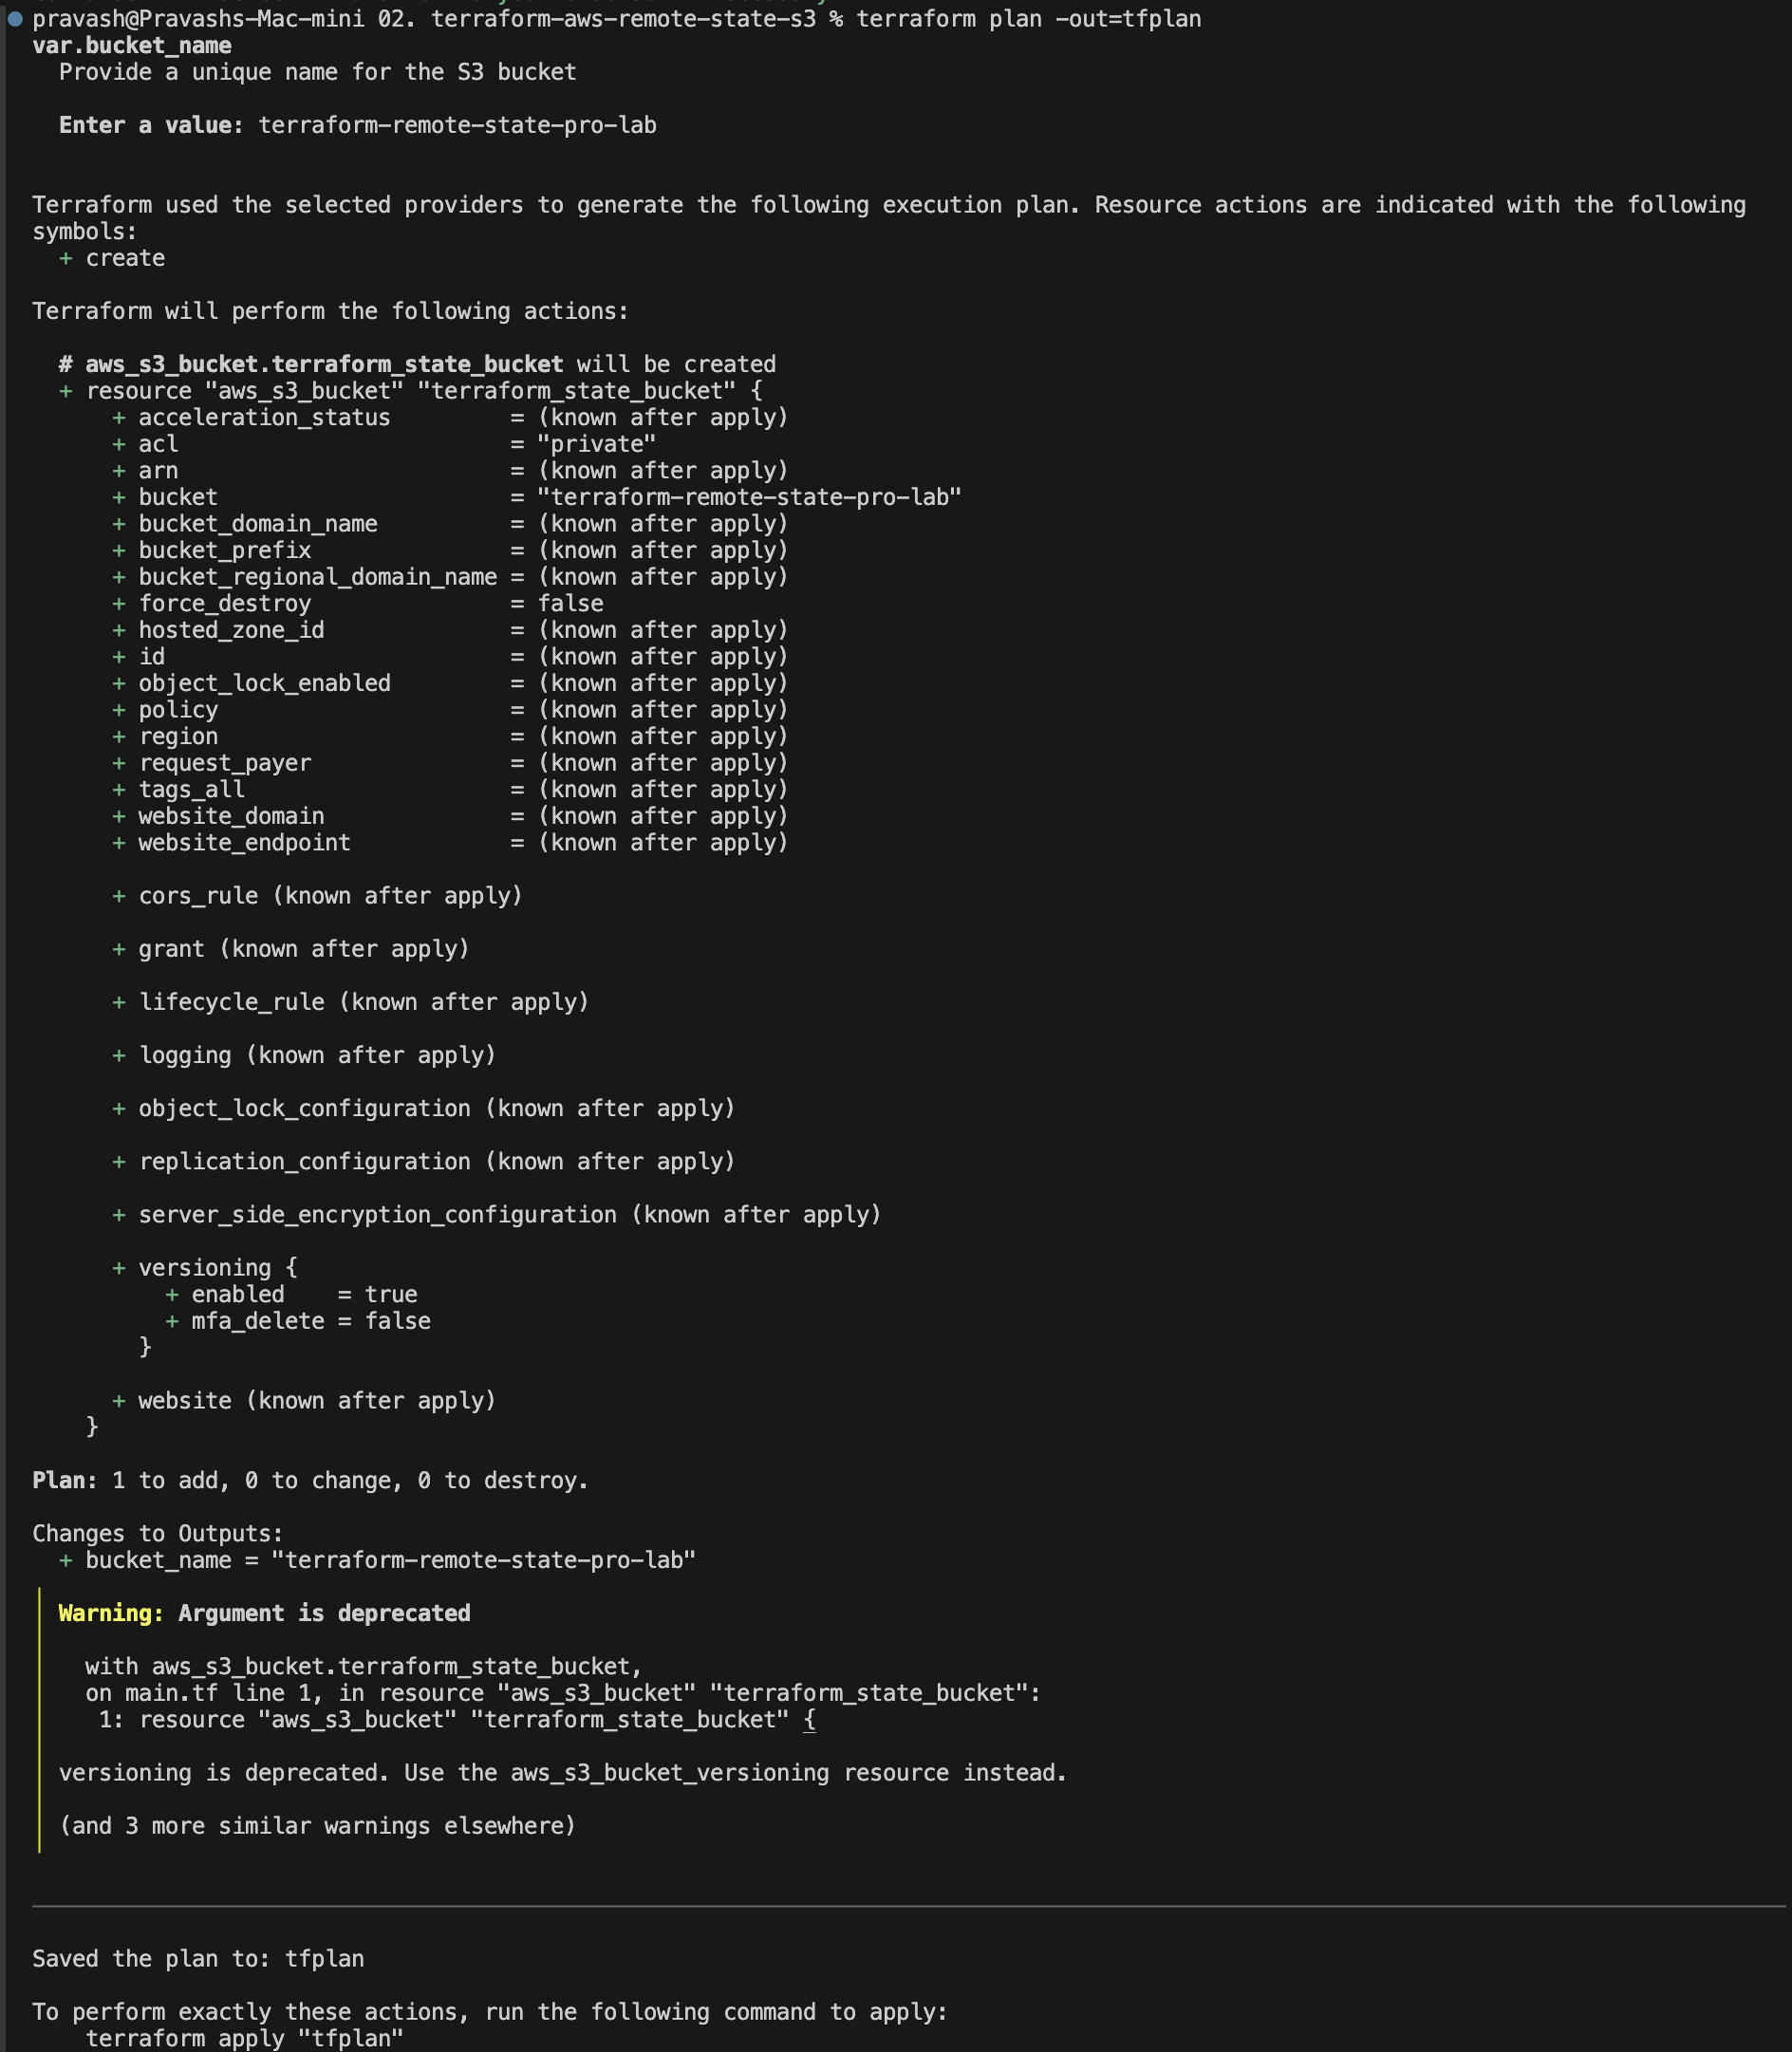 pravash@Pravashs-Mac-mini 02. terraform-aws-remote-state-s3 % terraform plan -out=tfplan
var.bucket_name
  Provide a unique name for the S3 bucket

  Enter a value: terraform-remote-state-pro-lab

Terraform used the selected providers to generate the following execution plan. Resource actions are indicated with the following
symbols:
  + create

Terraform will perform the following actions:

  # aws_s3_bucket.terraform_state_bucket will be created
  + resource "aws_s3_bucket" "terraform_state_bucket" {
      + acceleration_status         = (known after apply)
      + acl                         = "private"
      + arn                         = (known after apply)
      + bucket                      = "terraform-remote-state-pro-lab"
      + bucket_domain_name          = (known after apply)
      + bucket_prefix               = (known after apply)
      + bucket_regional_domain_name = (known after apply)
      + force_destroy               = false
      + hosted_zone_id              = (known after apply)
      + id                          = (known after apply)
      + object_lock_enabled         = (known after apply)
      + policy                      = (known after apply)
      + region                      = (known after apply)
      + request_payer               = (known after apply)
      + tags_all                    = (known after apply)
      + website_domain              = (known after apply)
      + website_endpoint            = (known after apply)

      + cors_rule (known after apply)

      + grant (known after apply)

      + lifecycle_rule (known after apply)

      + logging (known after apply)

      + object_lock_configuration (known after apply)

      + replication_configuration (known after apply)

      + server_side_encryption_configuration (known after apply)

      + versioning {
          + enabled    = true
          + mfa_delete = false
        }

      + website (known after apply)
    }

Plan: 1 to add, 0 to change, 0 to destroy.

Changes to Outputs:
  + bucket_name = "terraform-remote-state-pro-lab"

  Warning: Argument is deprecated

    with aws_s3_bucket.terraform_state_bucket,
    on main.tf line 1, in resource "aws_s3_bucket" "terraform_state_bucket":
     1: resource "aws_s3_bucket" "terraform_state_bucket" {

  versioning is deprecated. Use the aws_s3_bucket_versioning resource instead.

  (and 3 more similar warnings elsewhere)

Saved the plan to: tfplan

To perform exactly these actions, run the following command to apply:
    terraform apply "tfplan"